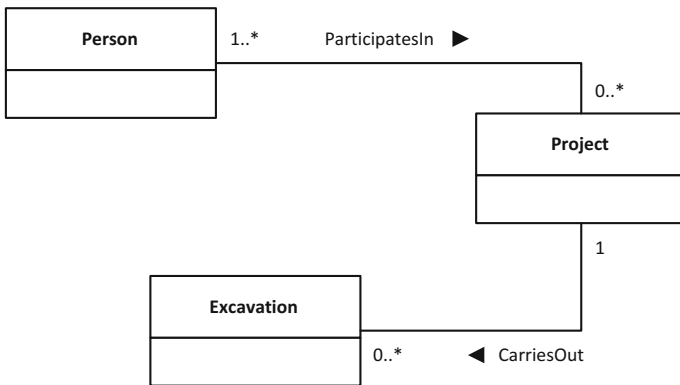 Person
1..* ParticipatesIn ►
0..*
Project
1
Excavation
0..* ◄ CarriesOut